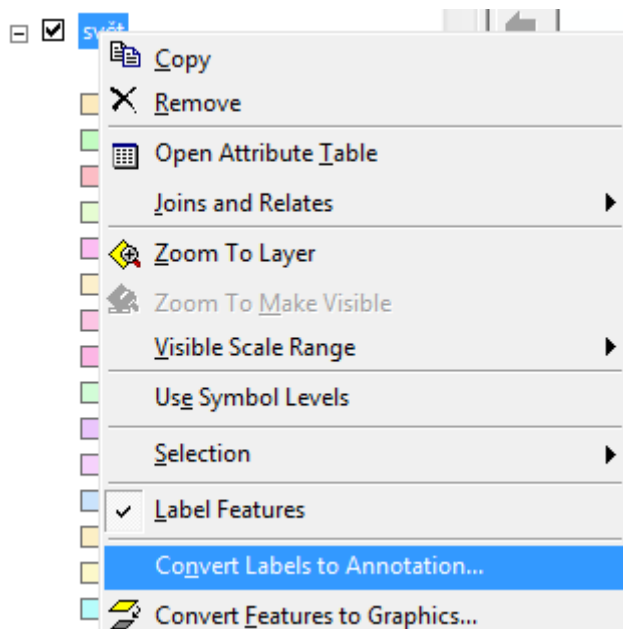 svět
Copy
Remove
Open Attribute Table
Joins and Relates
Zoom To Layer
Zoom To Make Visible
Visible Scale Range
Use Symbol Levels
Selection
Label Features
Convert Labels to Annotation...
Convert Features to Graphics...